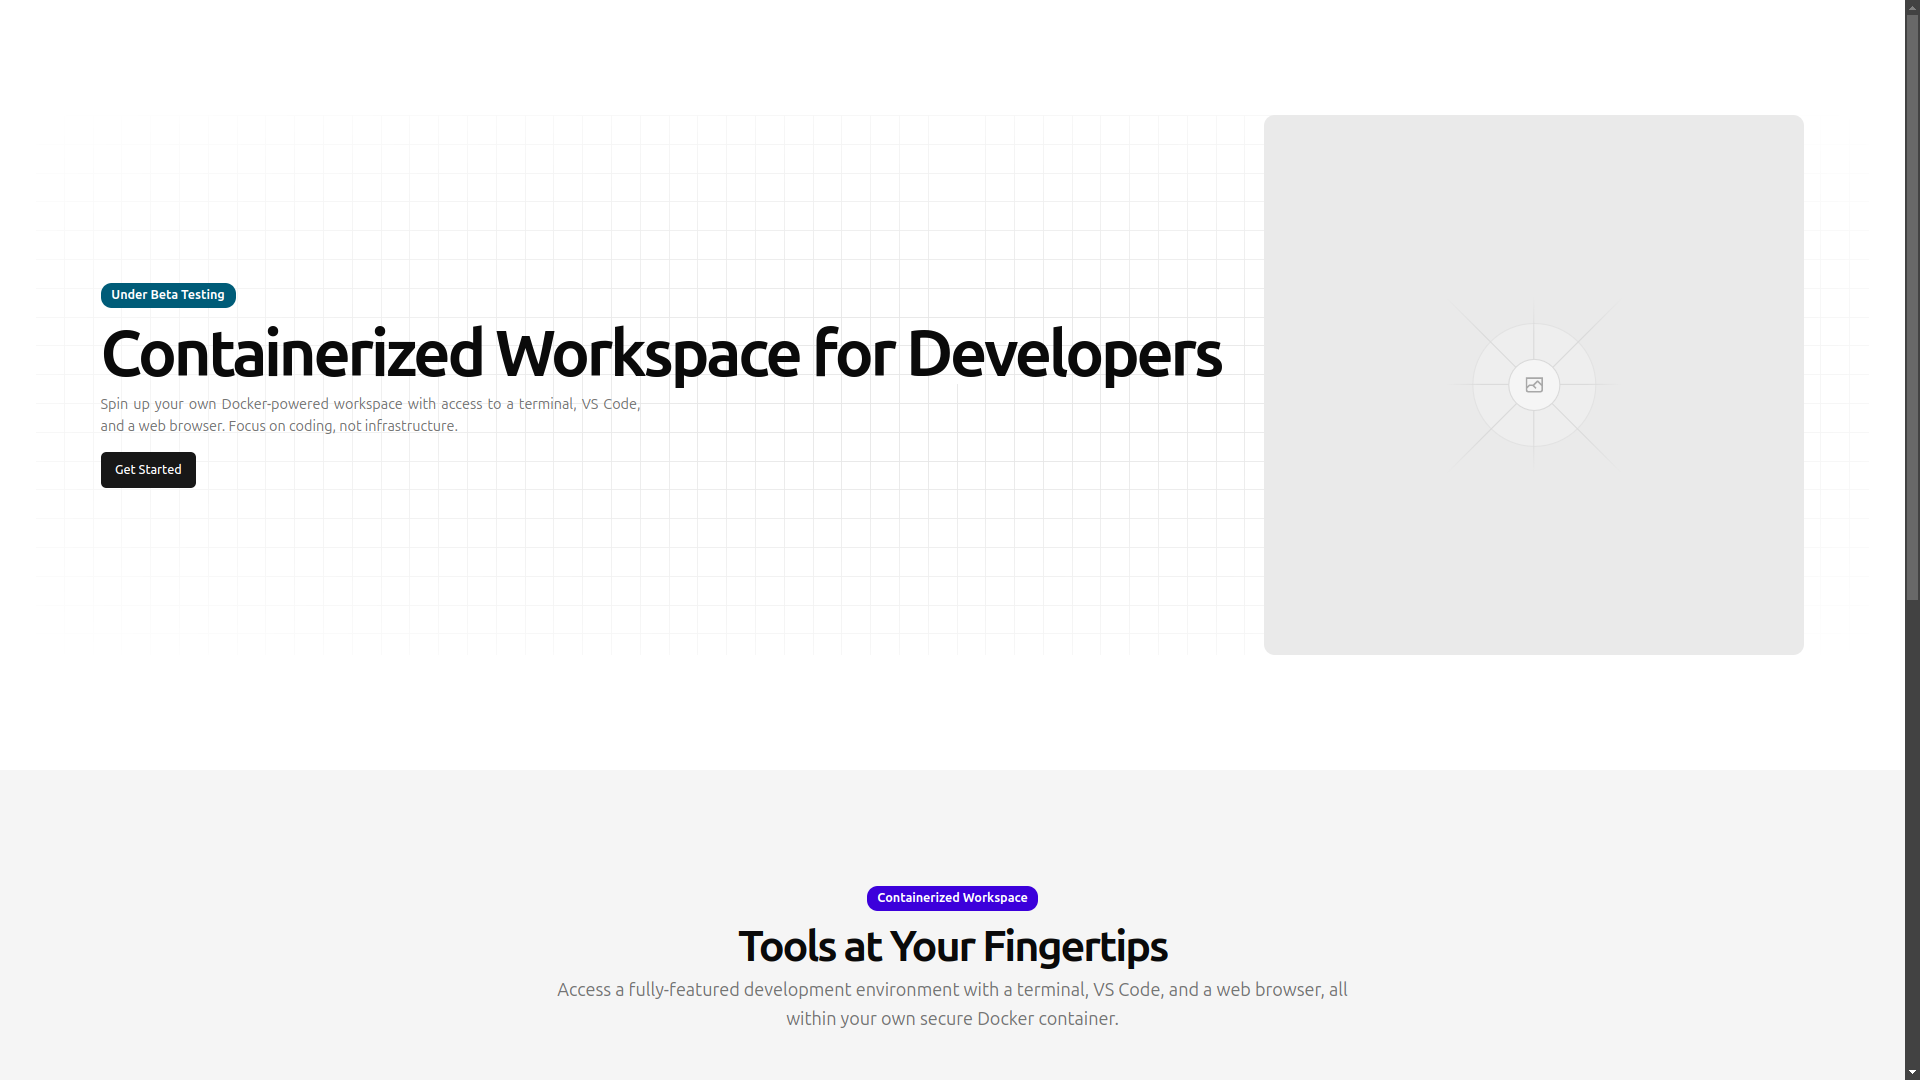 Under Beta Testing
Containerized Workspace for Developers
Spin up your own Docker-powered workspace with access to a terminal, VS Code,
and a web browser. Focus on coding, not infrastructure.
Get Started
Containerized Workspace
Tools at Your Fingertips
Access a fully-featured development environment with a terminal, VS Code, and a web browser, all
within your own secure Docker container.